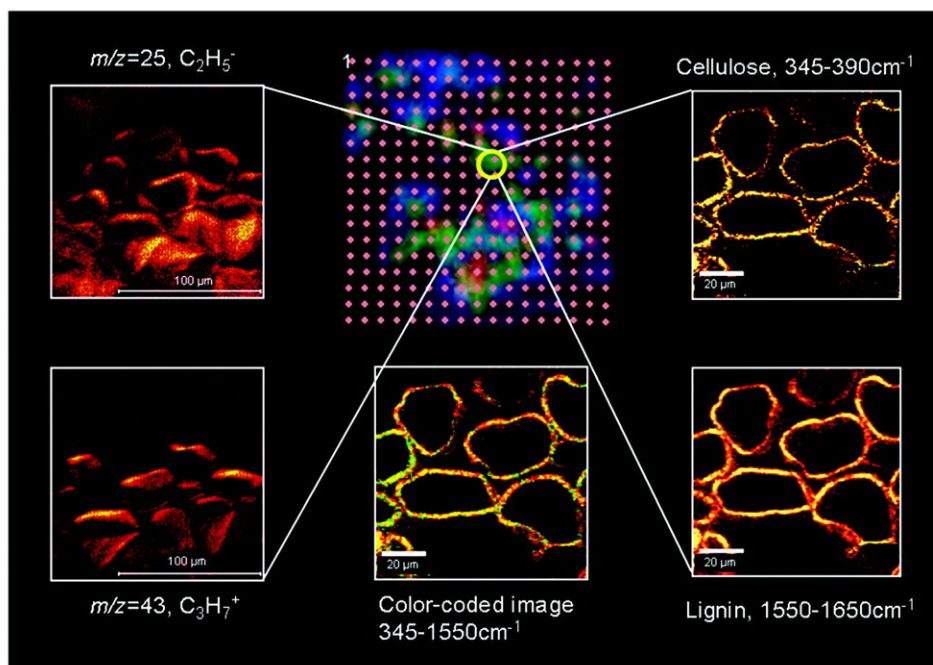 m/z=25, C₂H₅⁻
1
Cellulose, 345-390cm⁻¹
100 µm
20 µm
100 µm
20 µm
20 µm
m/z=43, C₃H₇⁺
Color-coded image
345-1550cm⁻¹
Lignin, 1550-1650cm⁻¹